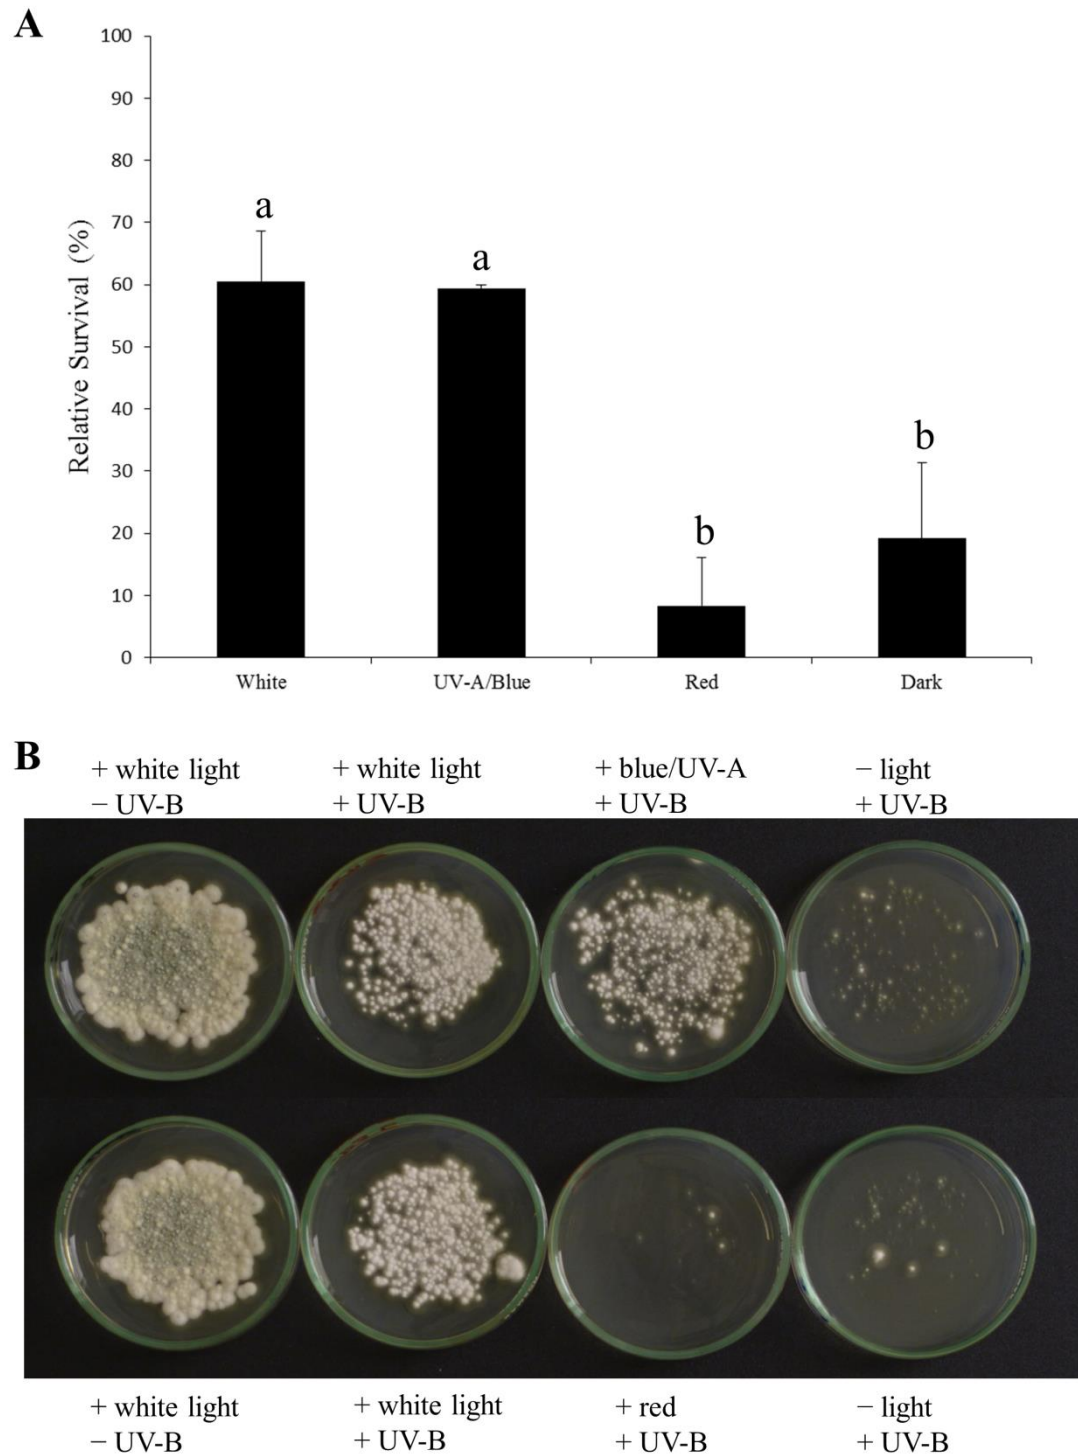 A
100
90
80
70
60
50
40
30
20
10
0
Relative Survival (%)
a
a
b
b
White UV-A/Blue Red Dark
B
+ white light + white light + blue/UV-A − light
− UV-B + UV-B + UV-B + UV-B
+ white light + white light + red − light
− UV-B + UV-B + UV-B + UV-B